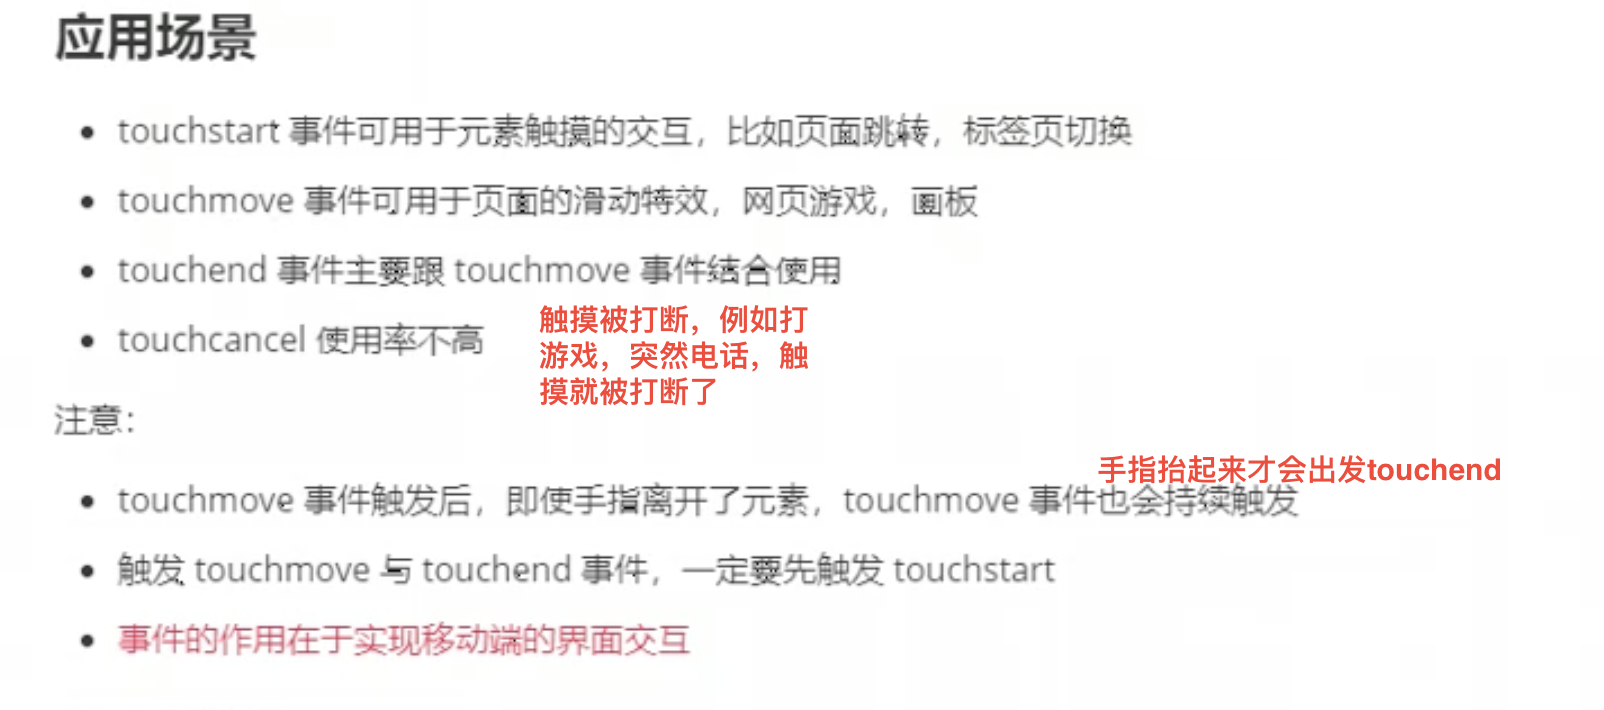 应用场景
touchstart 事件可用于元素触摸的交互，比如页面跳转，标签页切换
touchmove 事件可用于页面的滑动特效，网页游戏，画板
touchend 事件主要跟 touchmove 事件结合使用
touchcancel 使用率不高
触摸被打断，例如打
游戏，突然电话，触
摸就被打断了
注意：
手指抬起来才会出发touchend
touchmove 事件触发后，即使手指离开了元素，touchmove 事件也会持续触发
触发 touchmove 与 touchend 事件，一定要先触发 touchstart
事件的作用在于实现移动端的界面交互